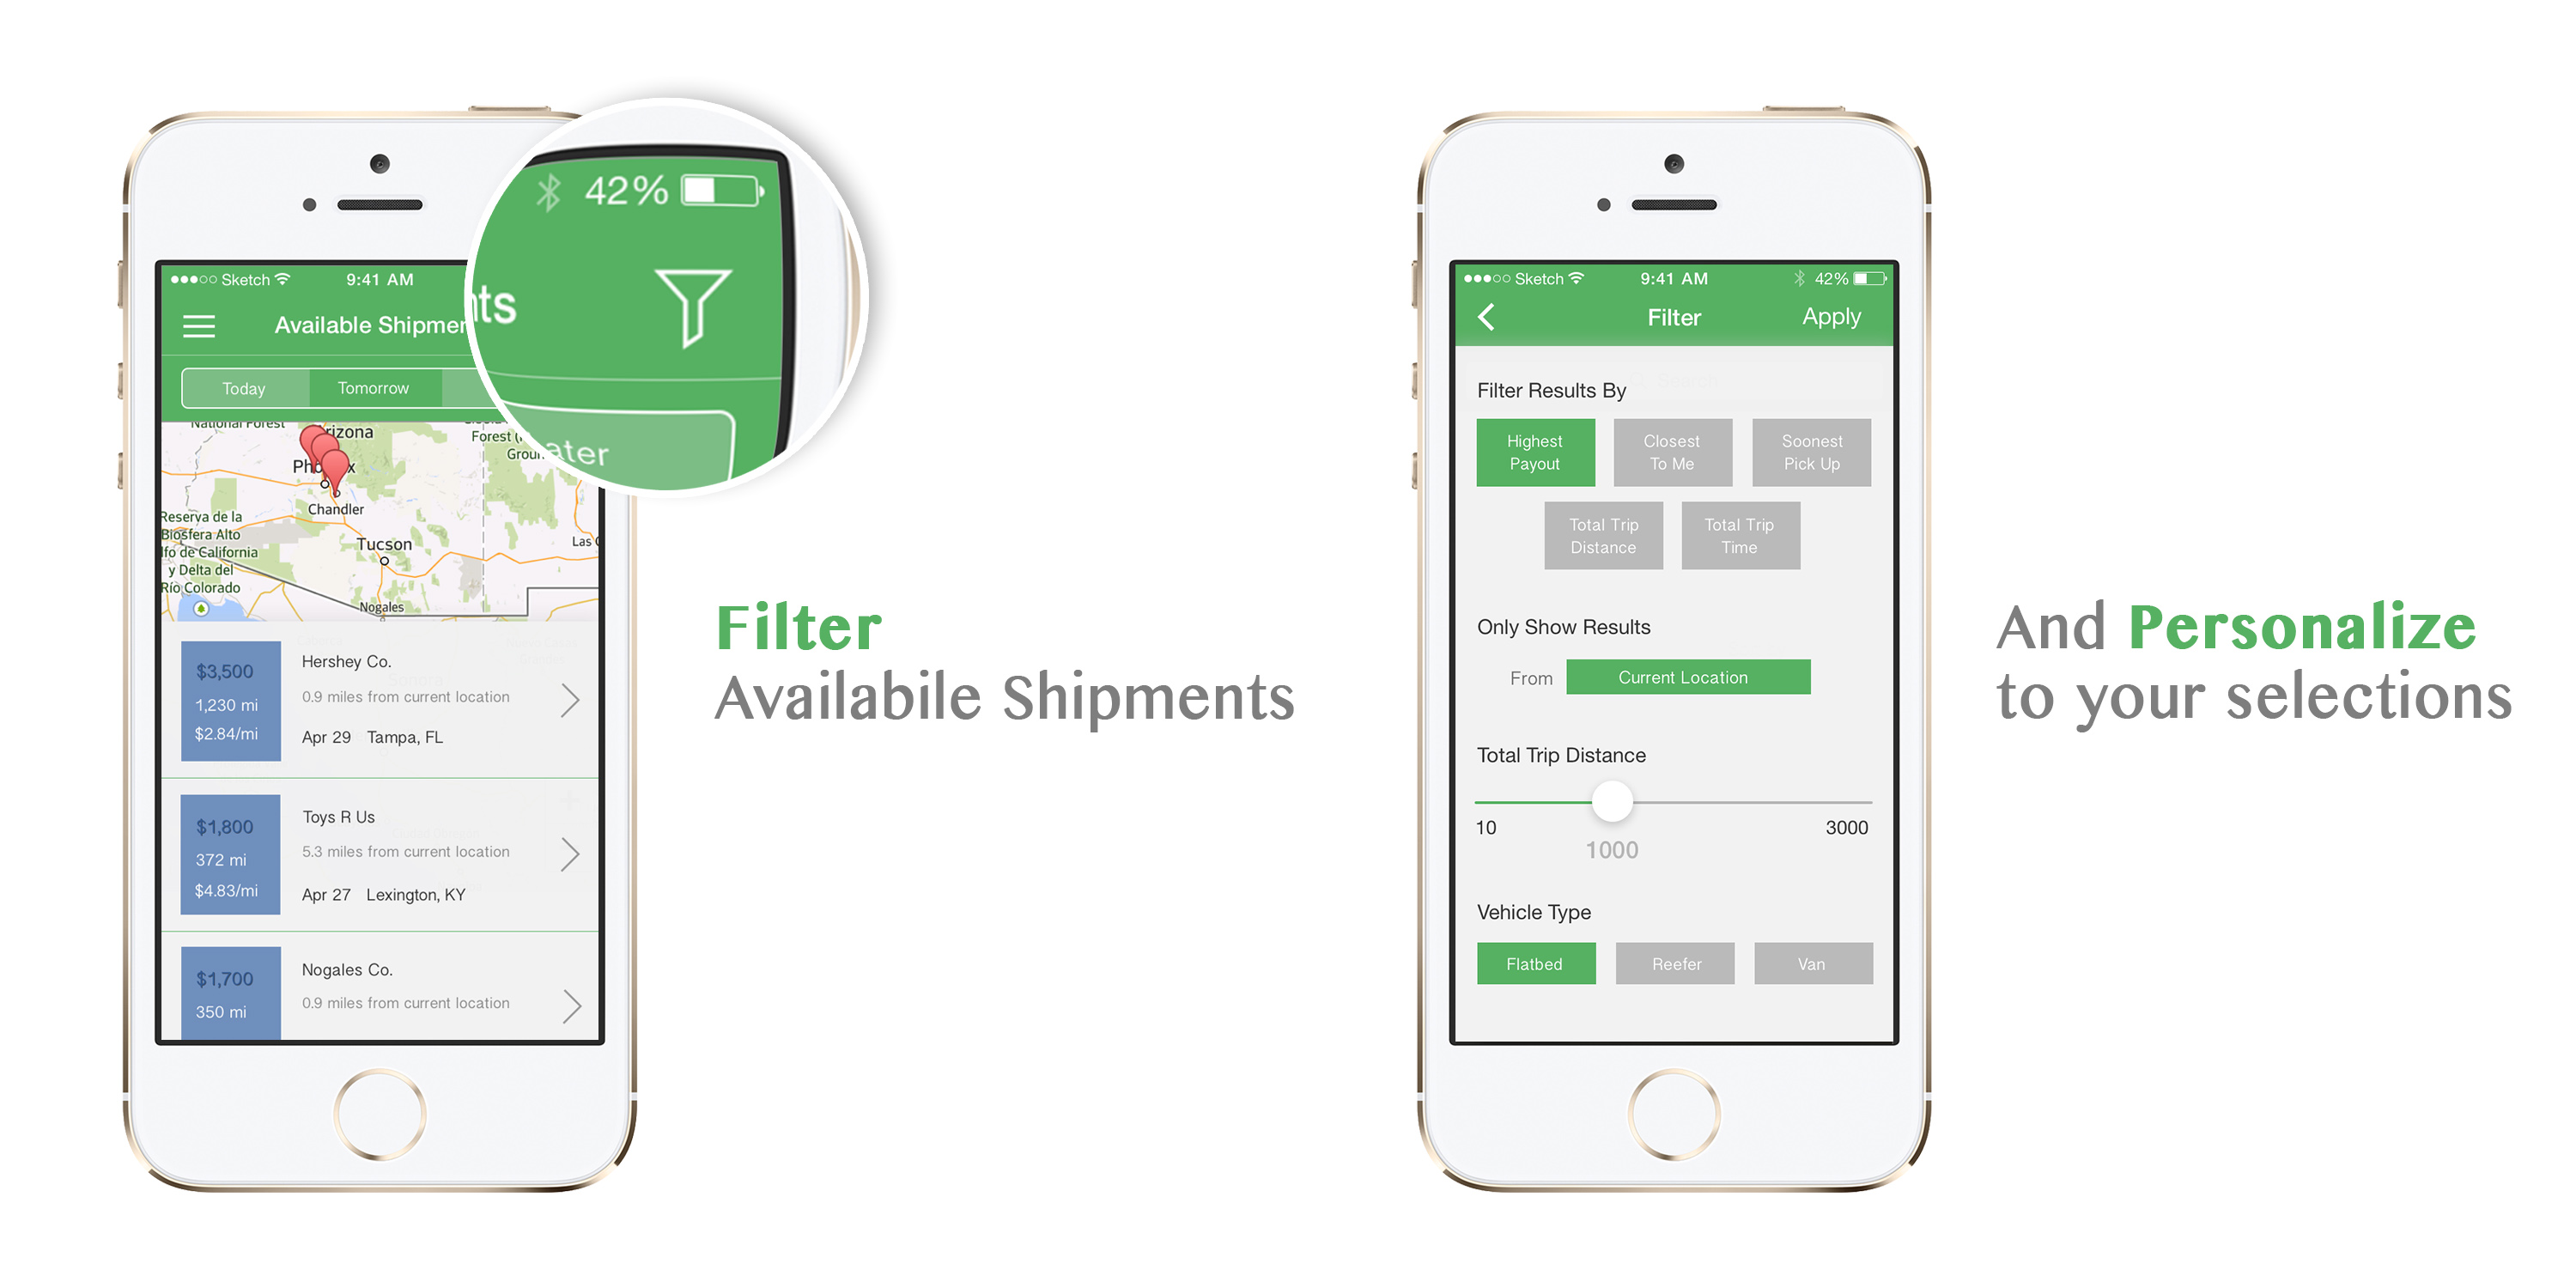 Sketch
9:41 AM
42%
Available Shipments
Today
Tomorrow
ater
National Forest
Arizona
Forest
Phoenix
Chandler
Reserva de la
Biosfera Alto
lfo de California
y Delta del
Río Colorado
Tucson
Las
Nogales
$3,500
1,230 mi
$2.84/mi
Hershey Co.
0.9 miles from current location
Apr 29 Tampa, FL
$1,800
372 mi
$4.83/mi
Toys R Us
5.3 miles from current location
Apr 27 Lexington, KY
$1,700
350 mi
Nogales Co.
0.9 miles from current location
Filter
Availabile Shipments
Sketch
9:41 AM
42%
Filter
Apply
Filter Results By
Highest
Payout
Closest
To Me
Soonest
Pick Up
Total Trip
Distance
Total Trip
Time
Only Show Results
From Current Location
Total Trip Distance
10
3000
1000
Vehicle Type
Flatbed
Reefer
Van
And Personalize
to your selections